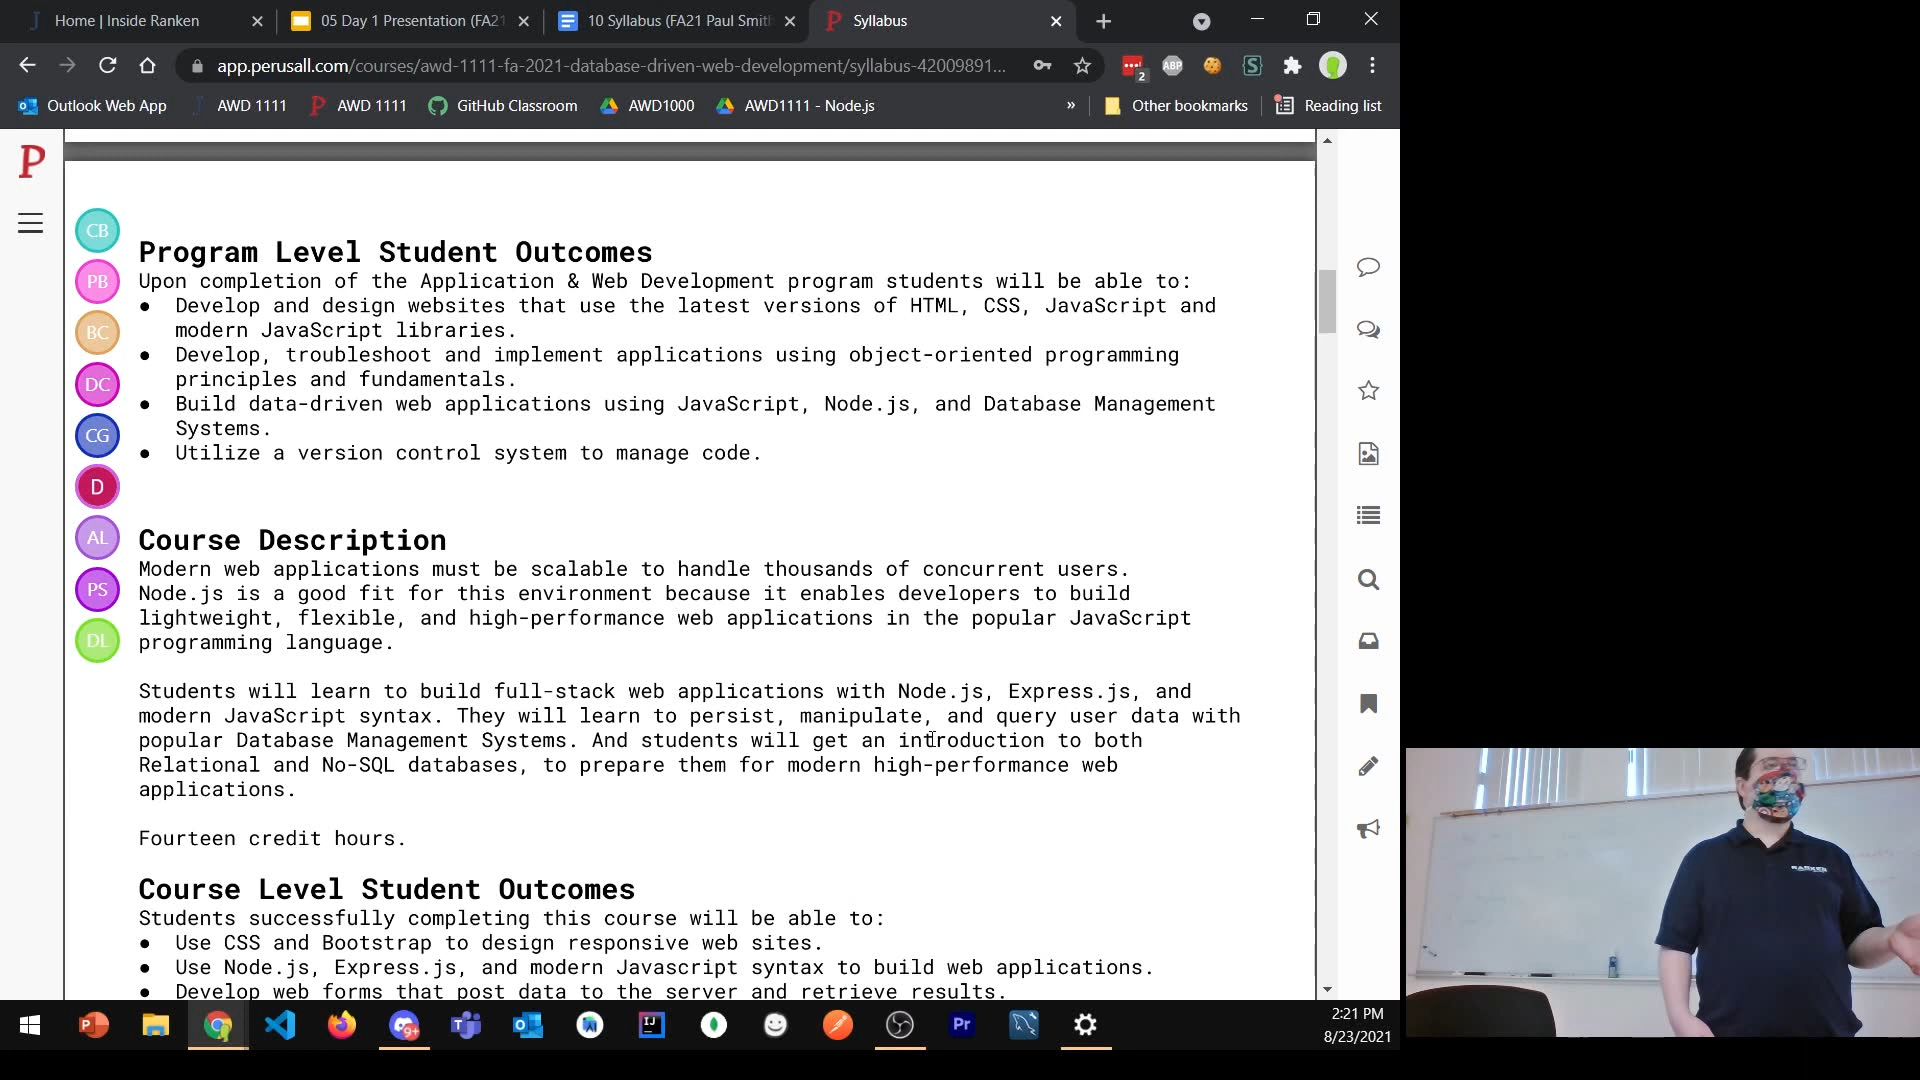 Home | Inside Ranken
05 Day 1 Presentation (FA21
10 Syllabus (FA21 Paul Smith
Syllabus
app.perusall.com/courses/awd-1111-fa-2021-database-driven-web-development/syllabus-42009891...
2
ABP
S
Outlook Web App
AWD 1111
AWD 1111
GitHub Classroom
AWD1000
AWD1111 - Node.js
»
Other bookmarks
Reading list
P
CB
PB
BC
DC
CG
D
AL
PS
DL
Program Level Student Outcomes
Upon completion of the Application & Web Development program students will be able to:
● Develop and design websites that use the latest versions of HTML, CSS, JavaScript and
modern JavaScript libraries.
● Develop, troubleshoot and implement applications using object-oriented programming
principles and fundamentals.
● Build data-driven web applications using JavaScript, Node.js, and Database Management
Systems.
● Utilize a version control system to manage code.
Course Description
Modern web applications must be scalable to handle thousands of concurrent users.
Node.js is a good fit for this environment because it enables developers to build
lightweight, flexible, and high-performance web applications in the popular JavaScript
programming language.
Students will learn to build full-stack web applications with Node.js, Express.js, and
modern JavaScript syntax. They will learn to persist, manipulate, and query user data with
popular Database Management Systems. And students will get an introduction to both
Relational and No-SQL databases, to prepare them for modern high-performance web
applications.
Fourteen credit hours.
Course Level Student Outcomes
Students successfully completing this course will be able to:
● Use CSS and Bootstrap to design responsive web sites.
● Use Node.js, Express.js, and modern Javascript syntax to build web applications.
● Develop web forms that post data to the server and retrieve results.
RANKEN
9+
IJ
Pr
2:21 PM
8/23/2021